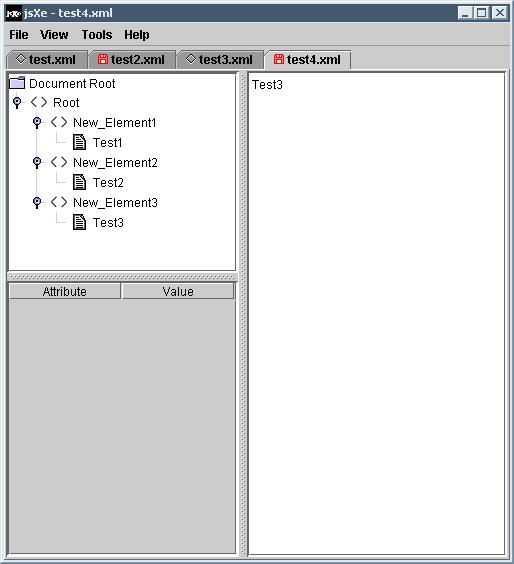 jsXe jsXe - test4.xml
File View Tools Help
test.xml test2.xml test3.xml test4.xml
Document Root
Root
New_Element1
Test1
New_Element2
Test2
New_Element3
Test3
Attribute Value
Test3